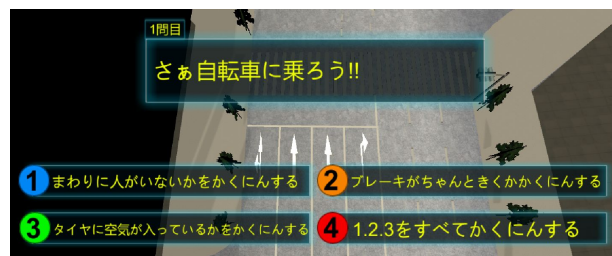 1問目
さぁ自転車に乗ろう!!
1 まわりに人がいないかをかくにんする
2 ブレーキがちゃんときくかかくにんする
3 タイヤに空気が入っているかをかくにんする
4 1.2.3をすべてかくにんする